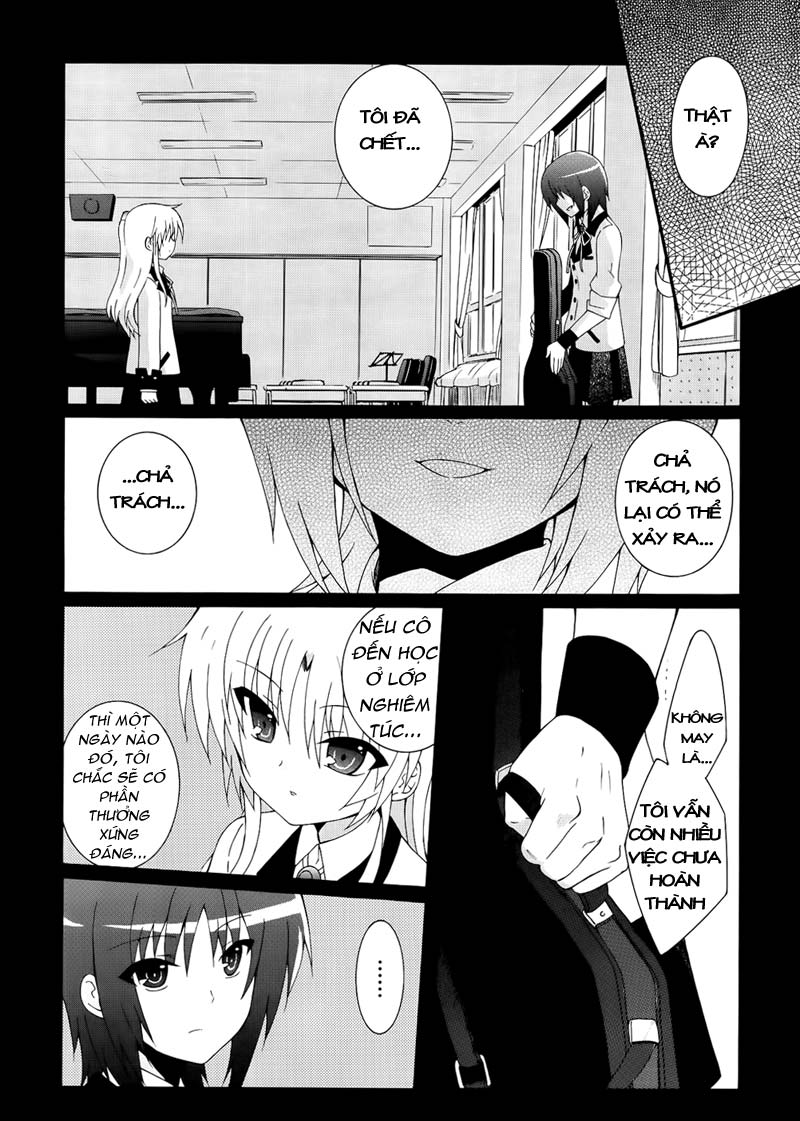 THẬT
À?
TÔI ĐÃ
CHẾT...
CHẢ
TRÁCH, NÓ
LẠI CÓ THỂ
XẢY RA...
...CHẢ
TRÁCH...
KHÔNG
MAY
LÀ...
TÔI VẪN
CÒN NHIỀU
VIỆC CHƯA
HOÀN
THÀNH
NẾU CÔ
ĐẾN HỌC
Ở LỚP
NGHIÊM
TÚC,
THÌ MỘT
NGÀY NÀO
ĐÓ, TÔI
CHẮC SẼ CÓ
PHẦN
THƯỞNG
XỨNG
ĐÁNG...
......